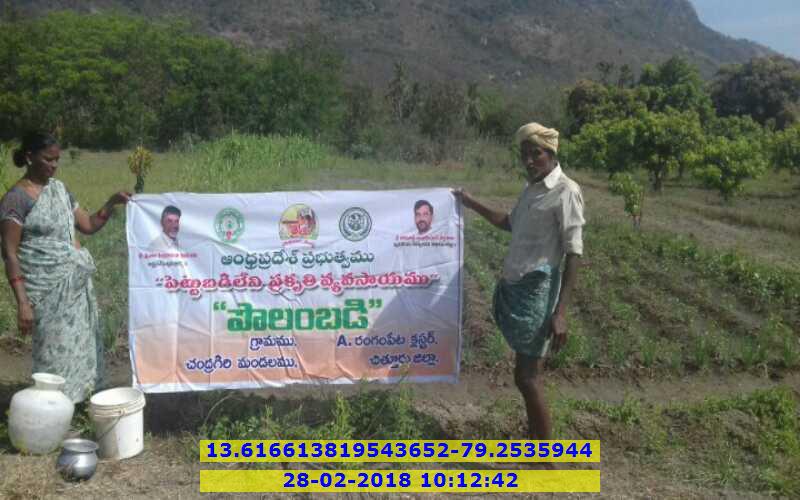 ఆంధ్రప్రదేశ్ ప్రభుత్వము
"పెట్టుబడిలేని ప్రకృతి వ్యవసాయము"
"పొలంబడి"
గ్రామము. A. రంగంపేట క్లస్టర్.
చంద్రగిరి మండలము. చిత్తూరు జిల్లా.
13.616613819543652-79.2535944
28-02-2018 10:12:42